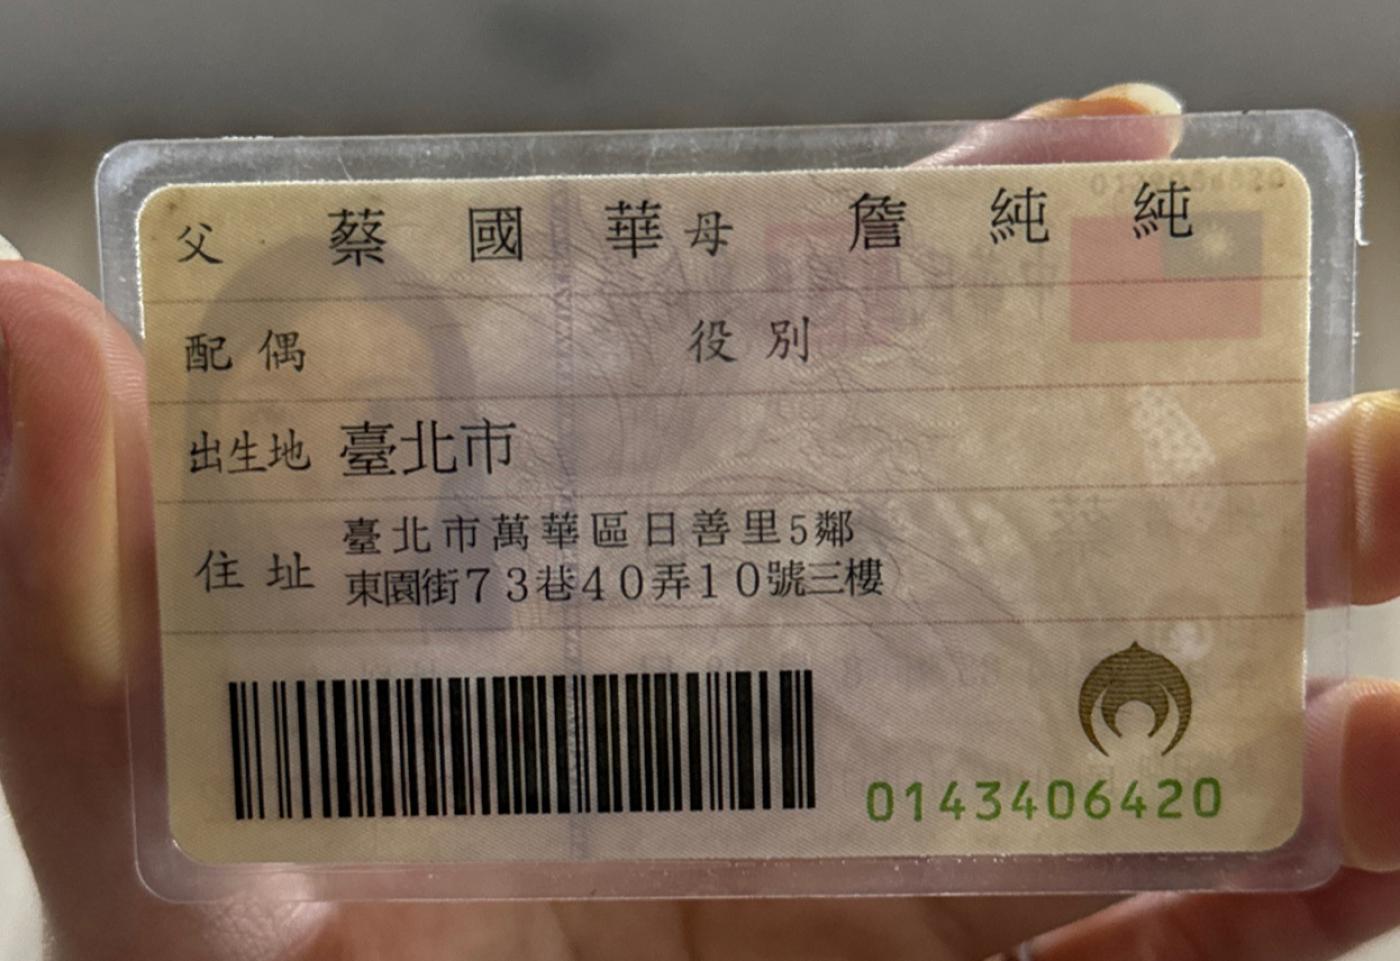 父 蔡國華 母 詹純純
配偶 役別
出生地 臺北市
住址 臺北市萬華區日善里5鄰
東園街73巷40弄10號三樓
0143406420